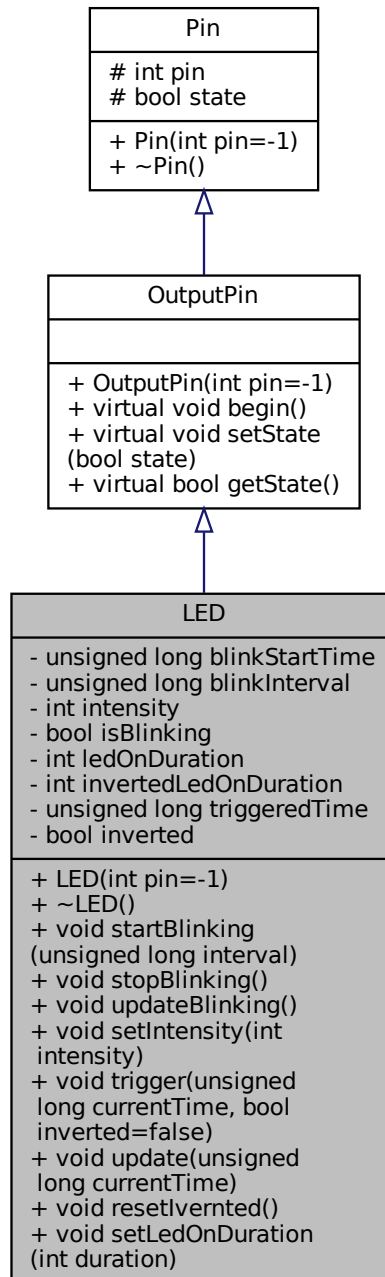 Pin
# int pin
# bool state
+ Pin(int pin=-1)
+ ~Pin()
OutputPin
+ OutputPin(int pin=-1)
+ virtual void begin()
+ virtual void setState
(bool state)
+ virtual bool getState()
LED
- unsigned long blinkStartTime
- unsigned long blinkInterval
- int intensity
- bool isBlinking
- int ledOnDuration
- int invertedLedOnDuration
- unsigned long triggeredTime
- bool inverted
+ LED(int pin=-1)
+ ~LED()
+ void startBlinking
(unsigned long interval)
+ void stopBlinking()
+ void updateBlinking()
+ void setIntensity(int
intensity)
+ void trigger(unsigned
long currentTime, bool
inverted=false)
+ void update(unsigned
long currentTime)
+ void resetIvernted()
+ void setLedOnDuration
(int duration)